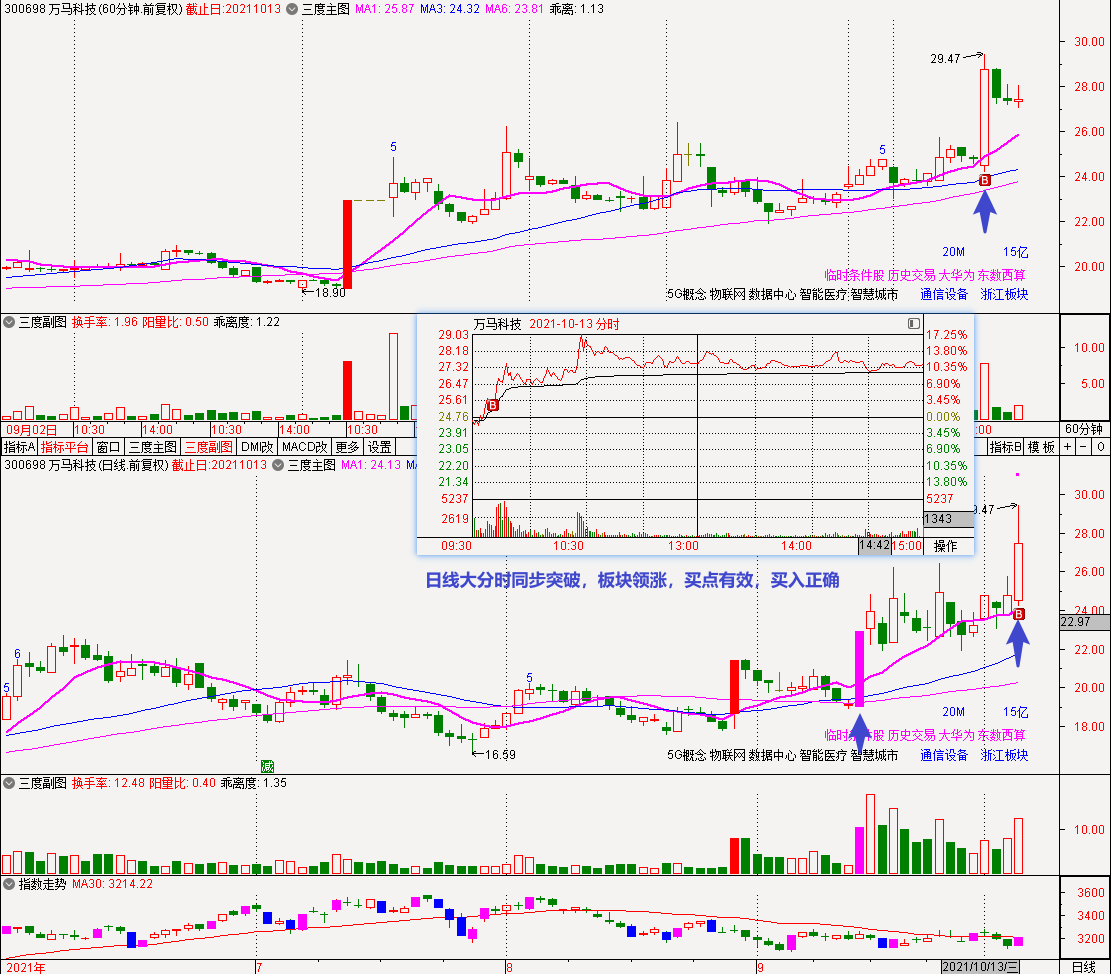 300698 万马科技(60分钟.前复权) 截止日:20211013 三度主图 MA1: 25.87 MA3: 24.32 MA6: 23.81 乖离: 1.13
30.00
29.47
28.00
26.00
5
5
24.00
B
22.00
20M 15亿
20.00
临时条件股 历史交易 大华为 东数西算
18.90
5G概念 物联网 数据中心 智能医疗 智慧城市 通信设备 浙江板块
三度副图 换手率: 1.96 阳量比: 0.50 乖离度: 1.22
10.00
5.00
09月02日 10:30 14:00 10:30 14:00 10:30 :00 60分钟
指标A 指标平台 窗口 三度主图 三度副图 DM改 MACD改 更多 设置 指标B 模板 + - O
万马科技 2021-10-13 分时
29.03 17.25%
28.18 13.80%
27.32 10.35%
26.47 6.90%
25.61 B 3.45%
24.76 0.00%
23.91 3.45%
23.05 6.90%
22.20 10.35%
21.34 13.80%
5237 5237
2619 1343
09:30 10:30 13:00 14:00 14:42 15:00 操作
300698 万马科技(日线.前复权) 截止日:20211013 三度主图 MA1: 24.13
30.00
9.47
28.00
日线大分时同步突破，板块领涨，买点有效，买入正确
26.00
24.00
B
22.97
6
22.00
5
5
20.00
20M 15亿
18.00
临时条件股 历史交易 大华为 东数西算
16.59
5G概念 物联网 数据中心 智能医疗 智慧城市 通信设备 浙江板块
减
三度副图 换手率: 12.48 阳量比: 0.40 乖离度: 1.35
10.00
指数走势 MA30: 3214.22
3600
3400
3200
2021年 7 8 9 2021/10/13/三 日线